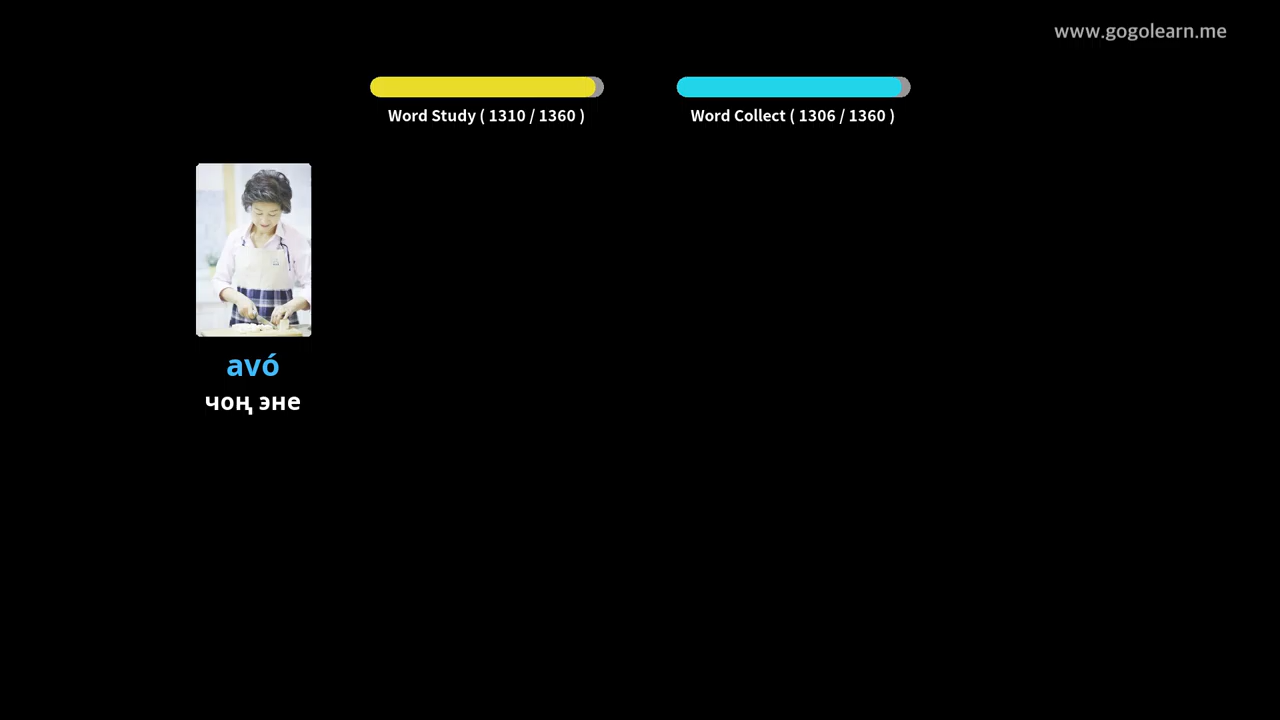 www.gogolearn.me
Word Study ( 1310 / 1360 )
Word Collect ( 1306 / 1360 )
avó
чоң эне